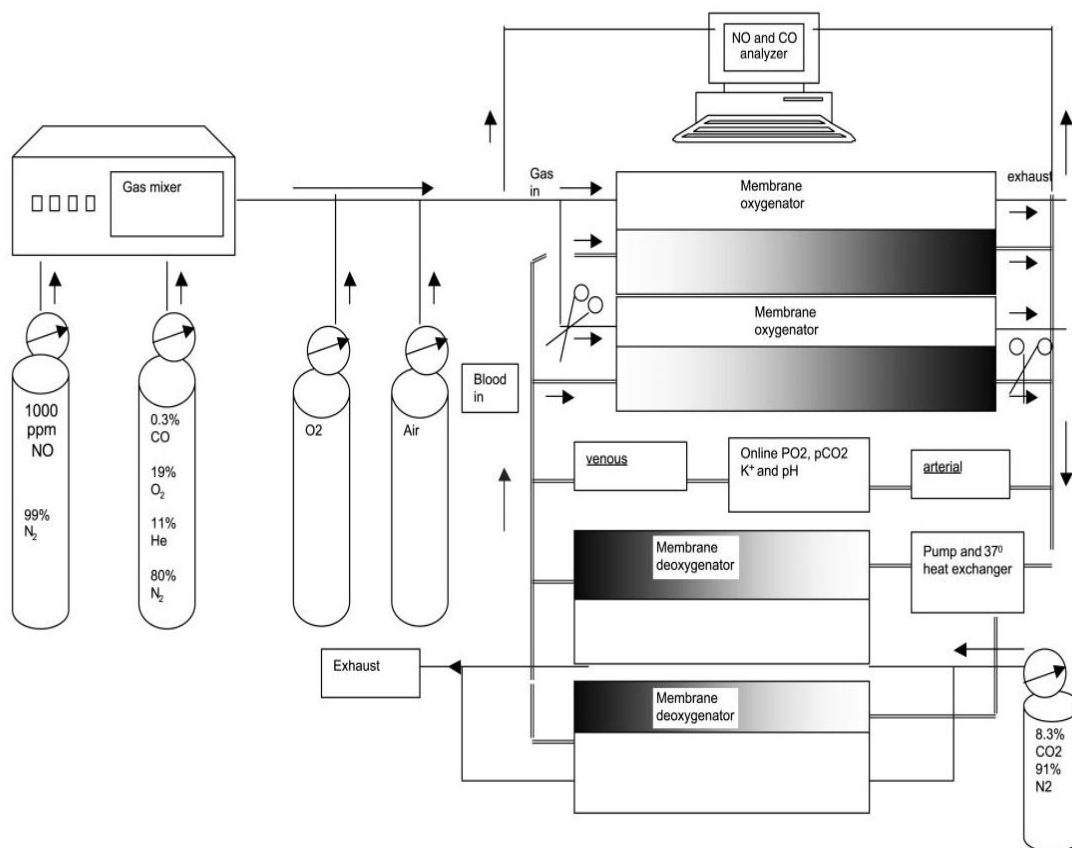 NO and CO
analyzer
Gas mixer
Gas
in
Membrane
oxygenator
exhaust
Membrane
oxygenator
1000
ppm
NO
99%
N2
0.3%
CO
19%
O2
11%
He
80%
N2
O2
Air
Blood
in
venous
Online PO2, pCO2
K+ and pH
arterial
Membrane
deoxygenator
Pump and 37⁰
heat exchanger
Exhaust
Membrane
deoxygenator
8.3%
CO2
91%
N2